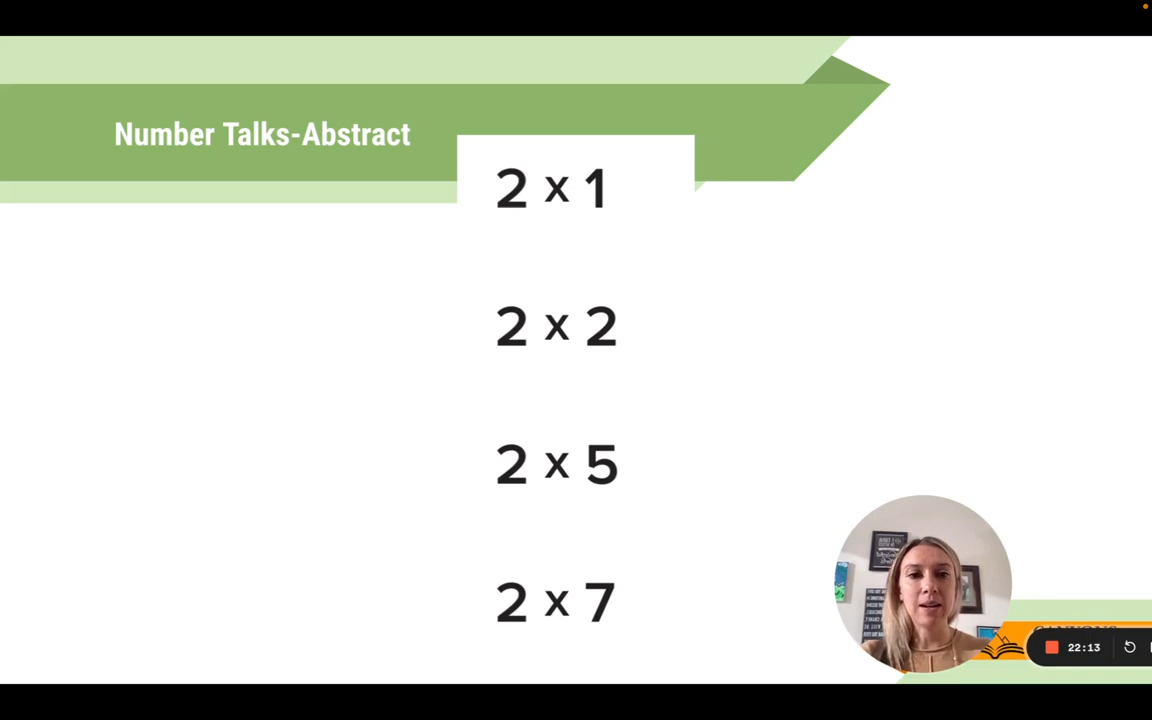 Number Talks-Abstract
2 x 1
2 x 2
2 x 5
2 x 7
22:13